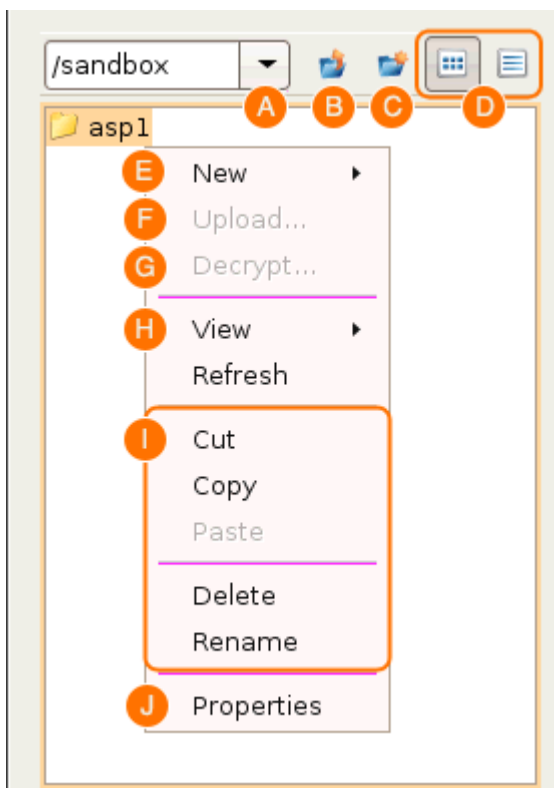 /sandbox
A B C D
asp1
E New
F Upload...
G Decrypt...
H View
Refresh
I Cut
Copy
Paste
Delete
Rename
J Properties